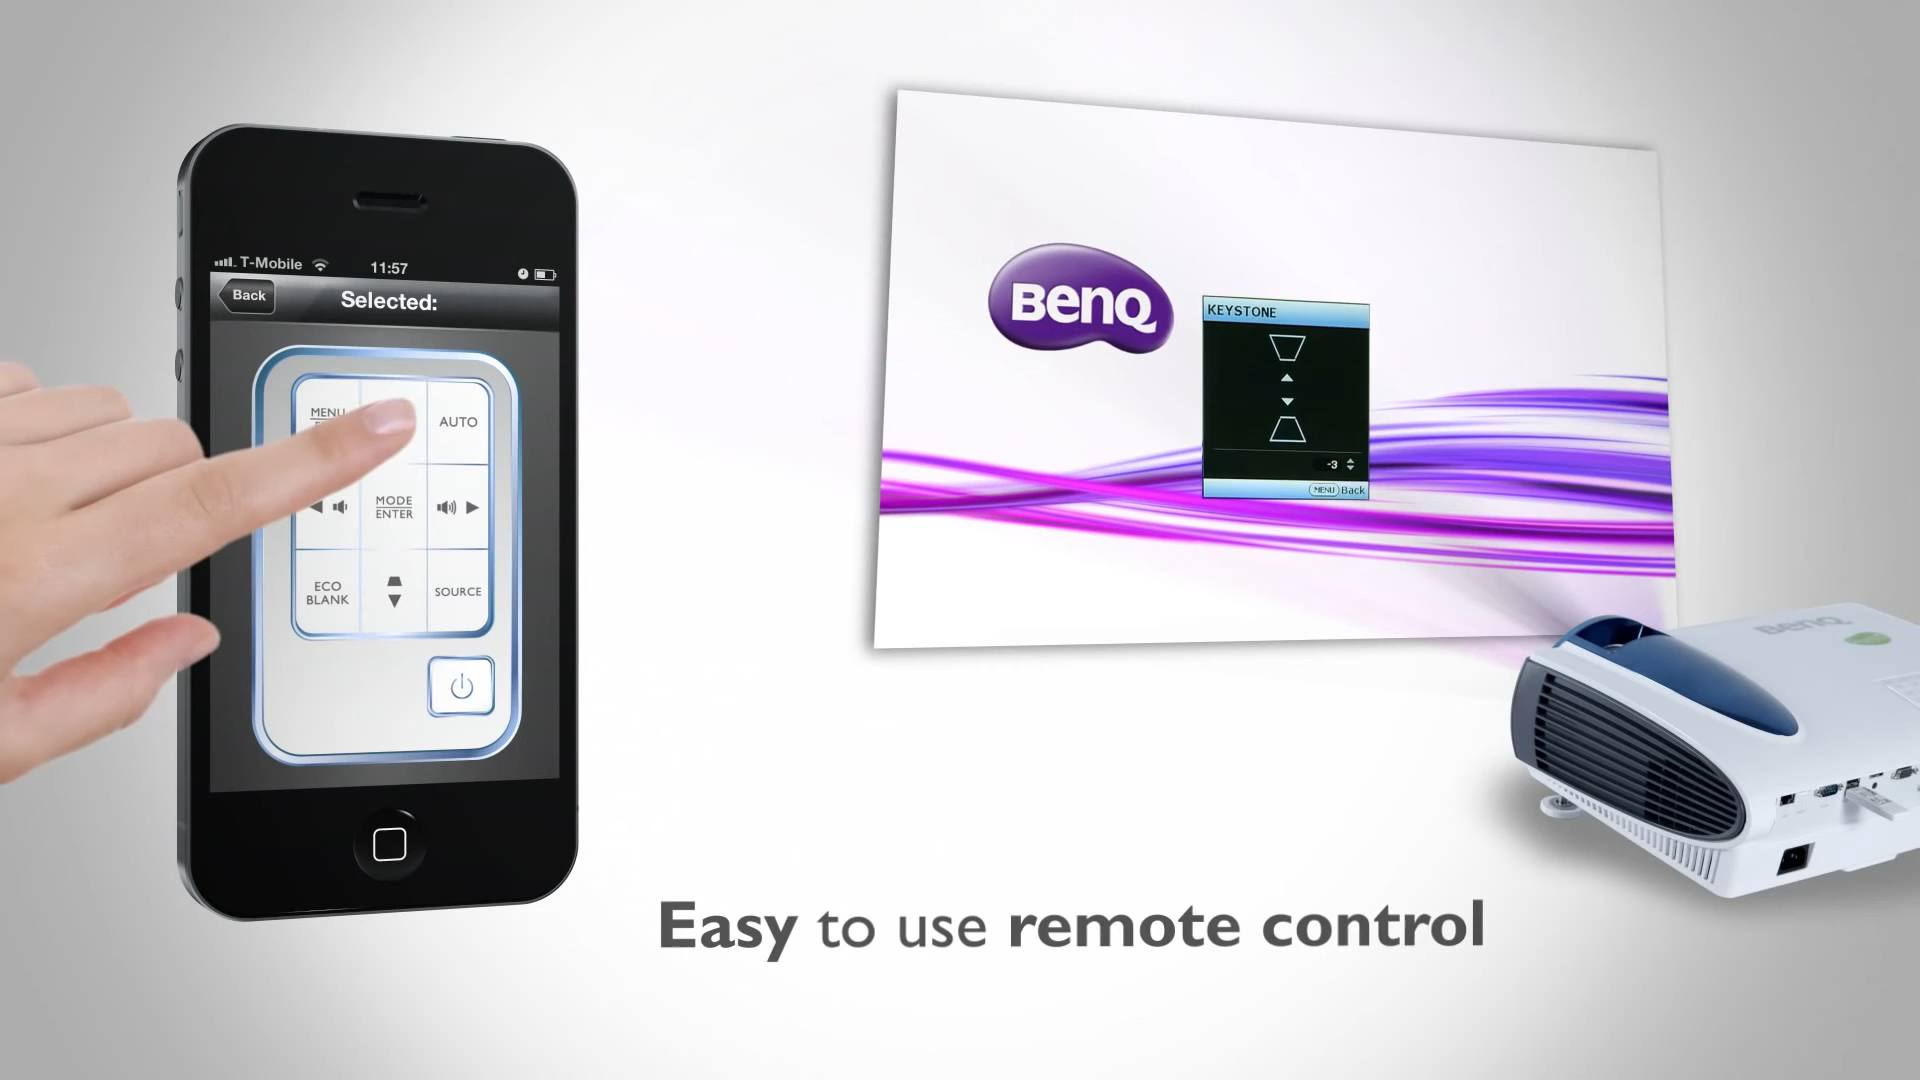 T-Mobile 11:57
Back
Selected:
MENU
AUTO
MODE
ENTER
ECO
BLANK
SOURCE
BenQ
KEYSTONE
-3
MENU Back
BenQ
Easy to use remote control